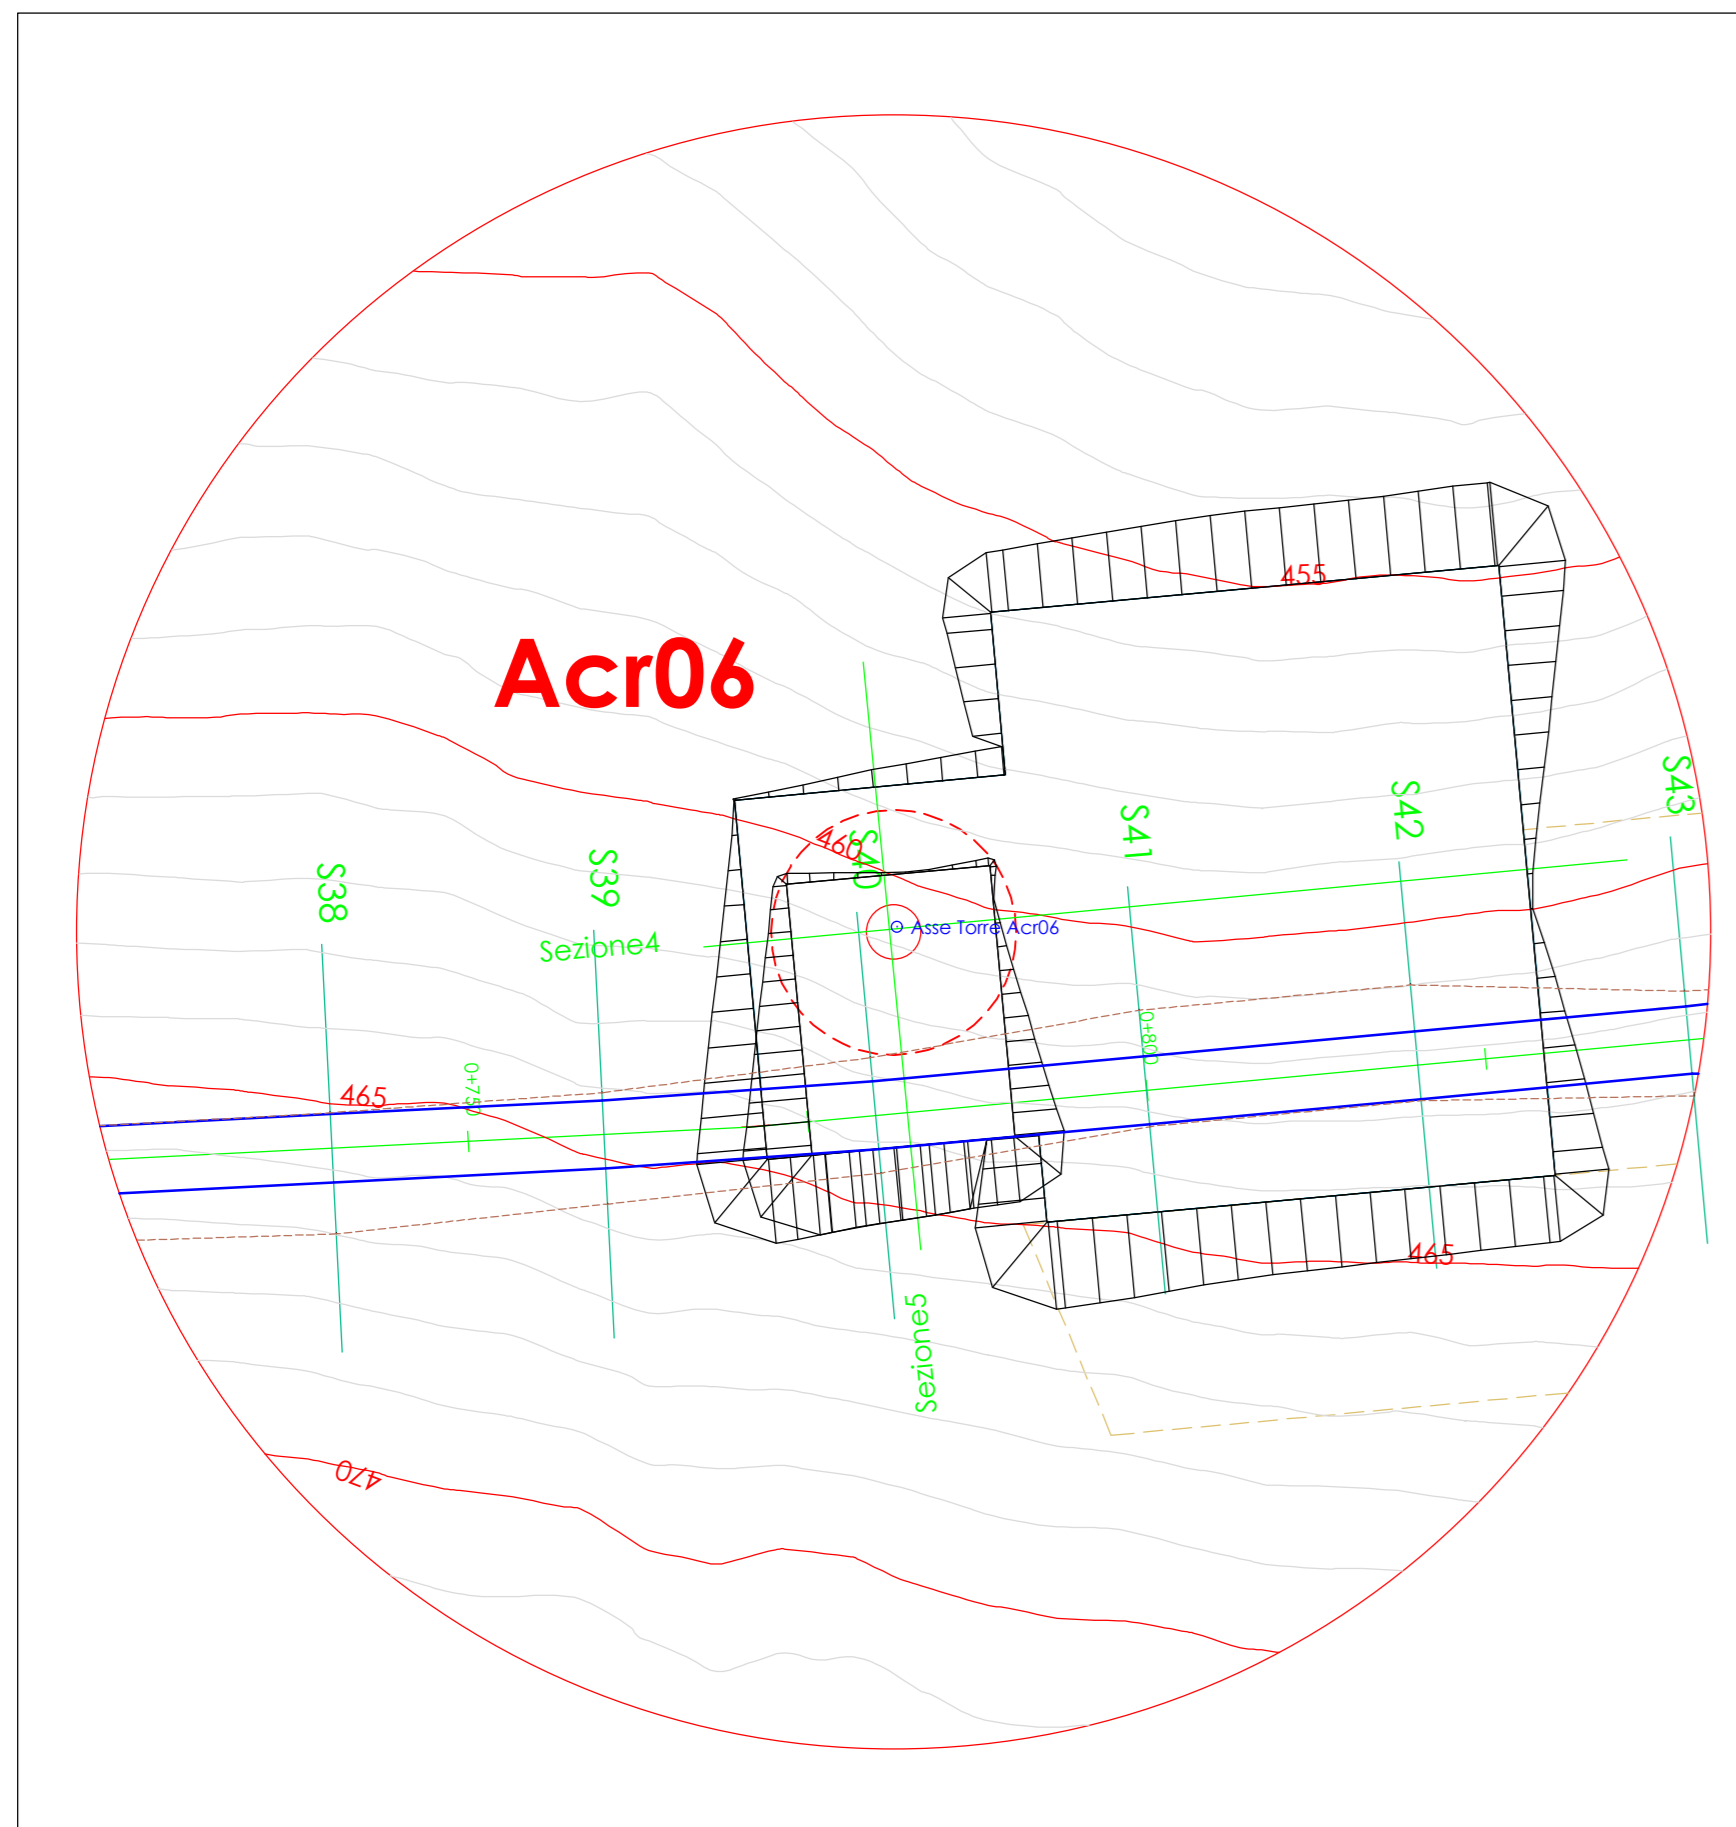 455
Acr06
S43
S42
S41
460
S40
S39
S38
Asse Torre Acr06
Sezione4
0+800
0+750
465
465
Sezione5
470